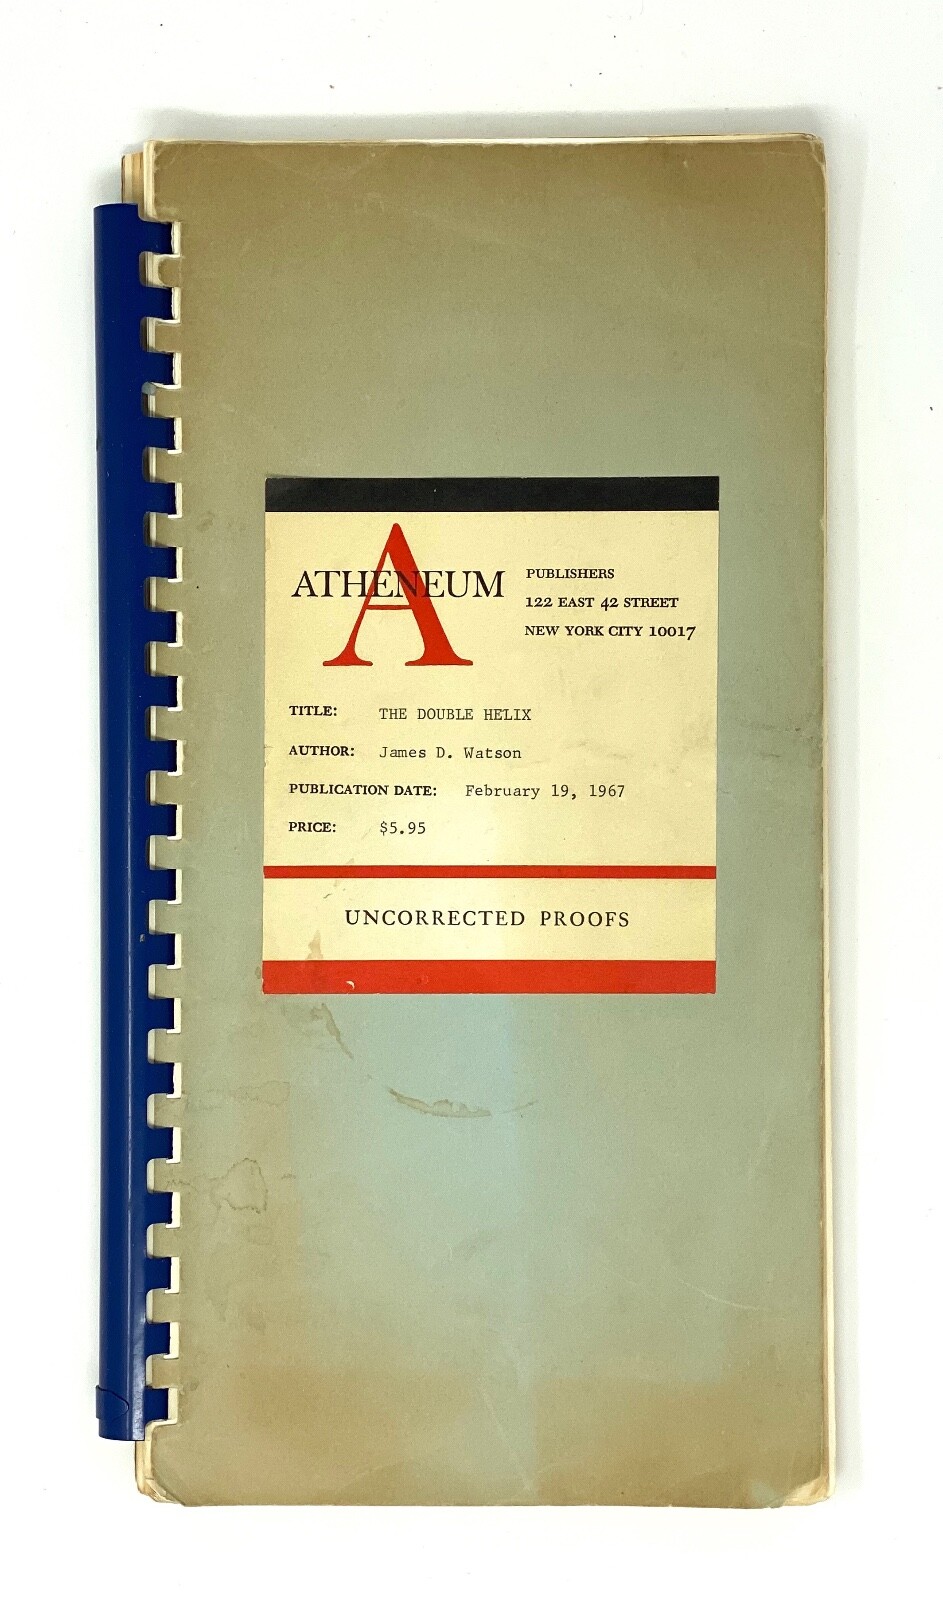 ATHENEUM
PUBLISHERS
122 EAST 42 STREET
NEW YORK CITY 10017
TITLE: THE DOUBLE HELIX
AUTHOR: James D. Watson
PUBLICATION DATE: February 19, 1967
PRICE: $5.95
UNCORRECTED PROOFS